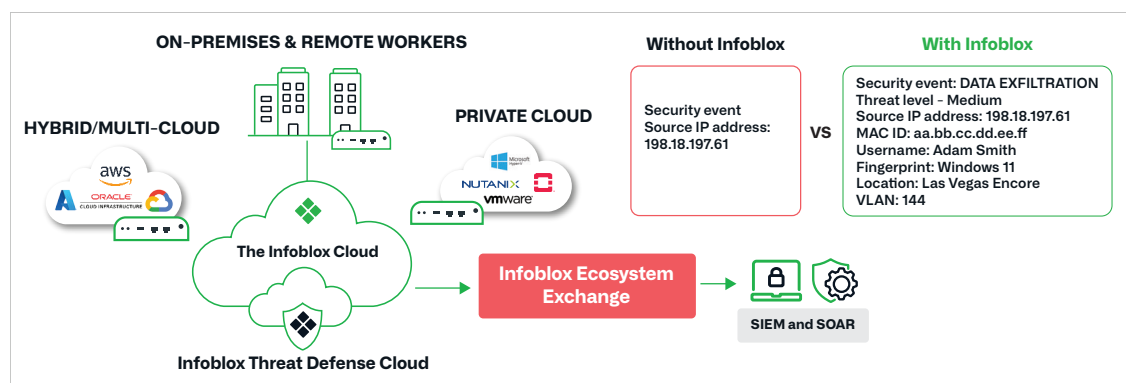 ON-PREMISES & REMOTE WORKERS
HYBRID/MULTI-CLOUD
aws
ORACLE
CLOUD INFRASTRUCTURE
PRIVATE CLOUD
Microsoft
Hyper-V
NUTANIX
vmware
The Infoblox Cloud
Infoblox Threat Defense Cloud
Infoblox Ecosystem
Exchange
SIEM and SOAR
Without Infoblox
Security event
Source IP address:
198.18.197.61
VS
With Infoblox
Security event: DATA EXFILTRATION
Threat level - Medium
Source IP address: 198.18.197.61
MAC ID: aa.bb.cc.dd.ee.ff
Username: Adam Smith
Fingerprint: Windows 11
Location: Las Vegas Encore
VLAN: 144